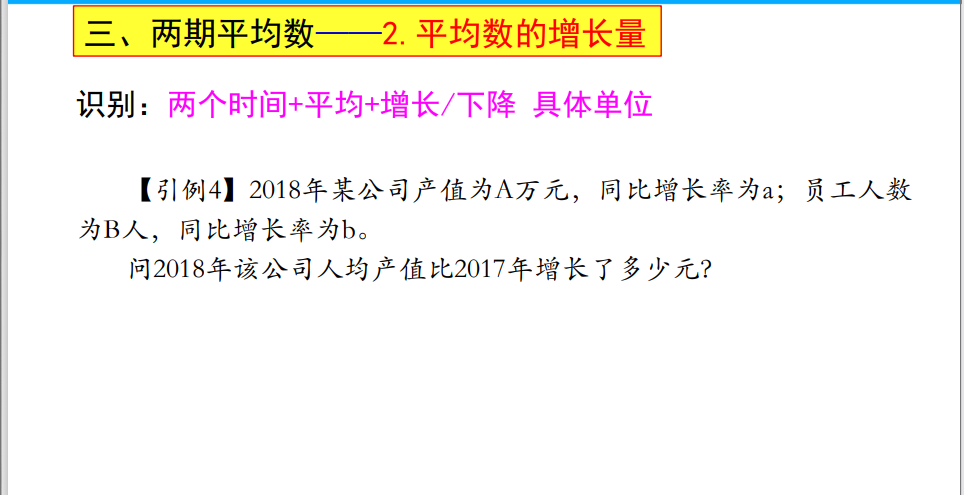 三、两期平均数——2.平均数的增长量
识别：两个时间+平均+增长/下降 具体单位
【引例4】2018年某公司产值为A万元，同比增长率为a；员工人数
为B人，同比增长率为b。
问2018年该公司人均产值比2017年增长了多少元?